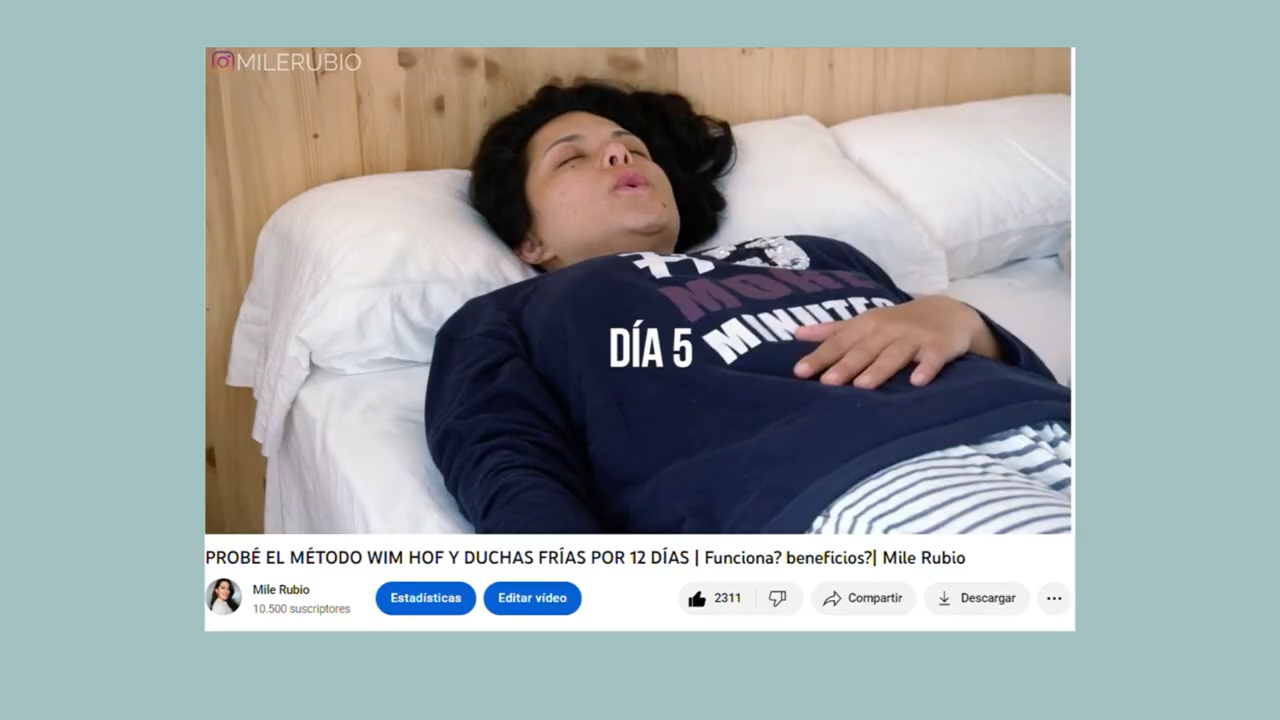 MILERUBIO
MORE
MINUTES
DÍA 5
PROBÉ EL MÉTODO WIM HOF Y DUCHAS FRÍAS POR 12 DÍAS | Funciona? beneficios?| Mile Rubio
Mile Rubio
10.500 suscriptores
Estadísticas
Editar vídeo
2311
Compartir
Descargar